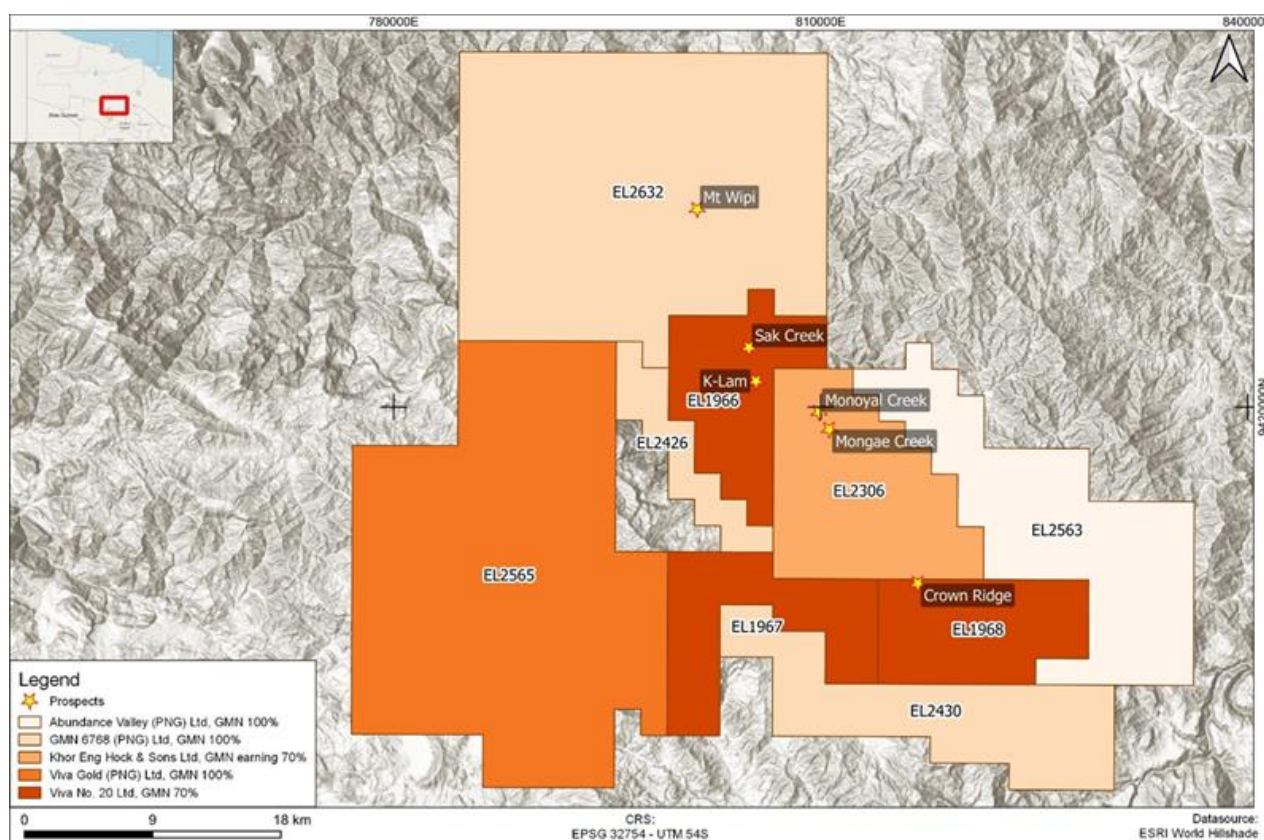 780000E
810000E
840000E
EL2632
Mt Wipi
Sak Creek
K-Lam
EL1966
Monoyal Creek
Mongae Creek
9420000N
EL2426
EL2306
EL2563
EL2565
Crown Ridge
EL1967
EL1968
EL2430
Legend
Prospects
Abundance Valley (PNG) Ltd, GMN 100%
GMN 6768 (PNG) Ltd, GMN 100%
Khor Eng Hock & Sons Ltd, GMN earning 70%
Viva Gold (PNG) Ltd, GMN 100%
Viva No. 20 Ltd, GMN 70%
0 9 18 km
CRS:
EPSG 32754 - UTM 54S
Datasource:
ESRI World Hillshade